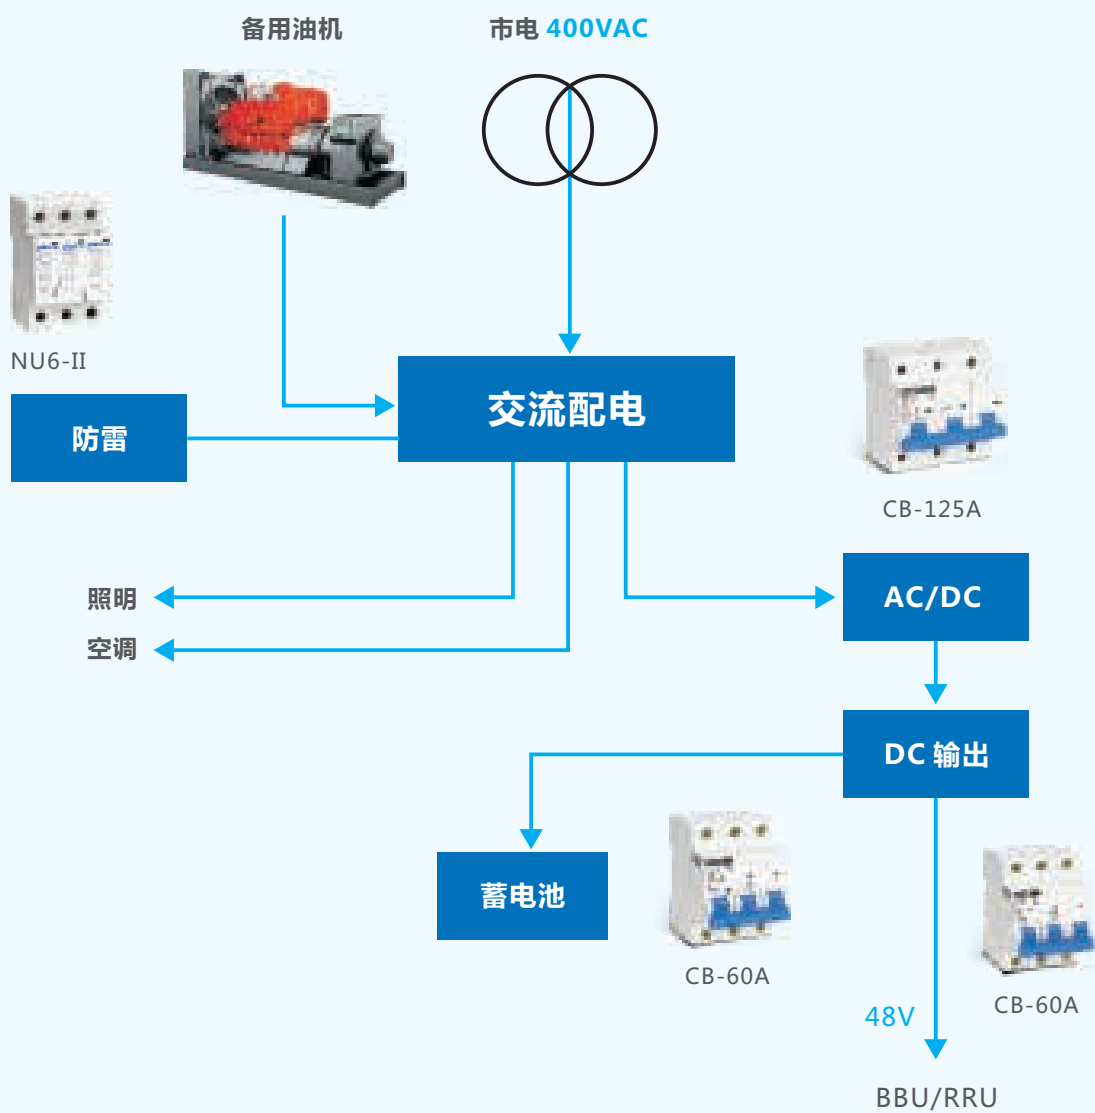 备用油机
市电 400VAC
NU6-II
交流配电
防雷
CB-125A
AC/DC
照明
空调
DC 输出
蓄电池
CB-60A
CB-60A
48V
BBU/RRU